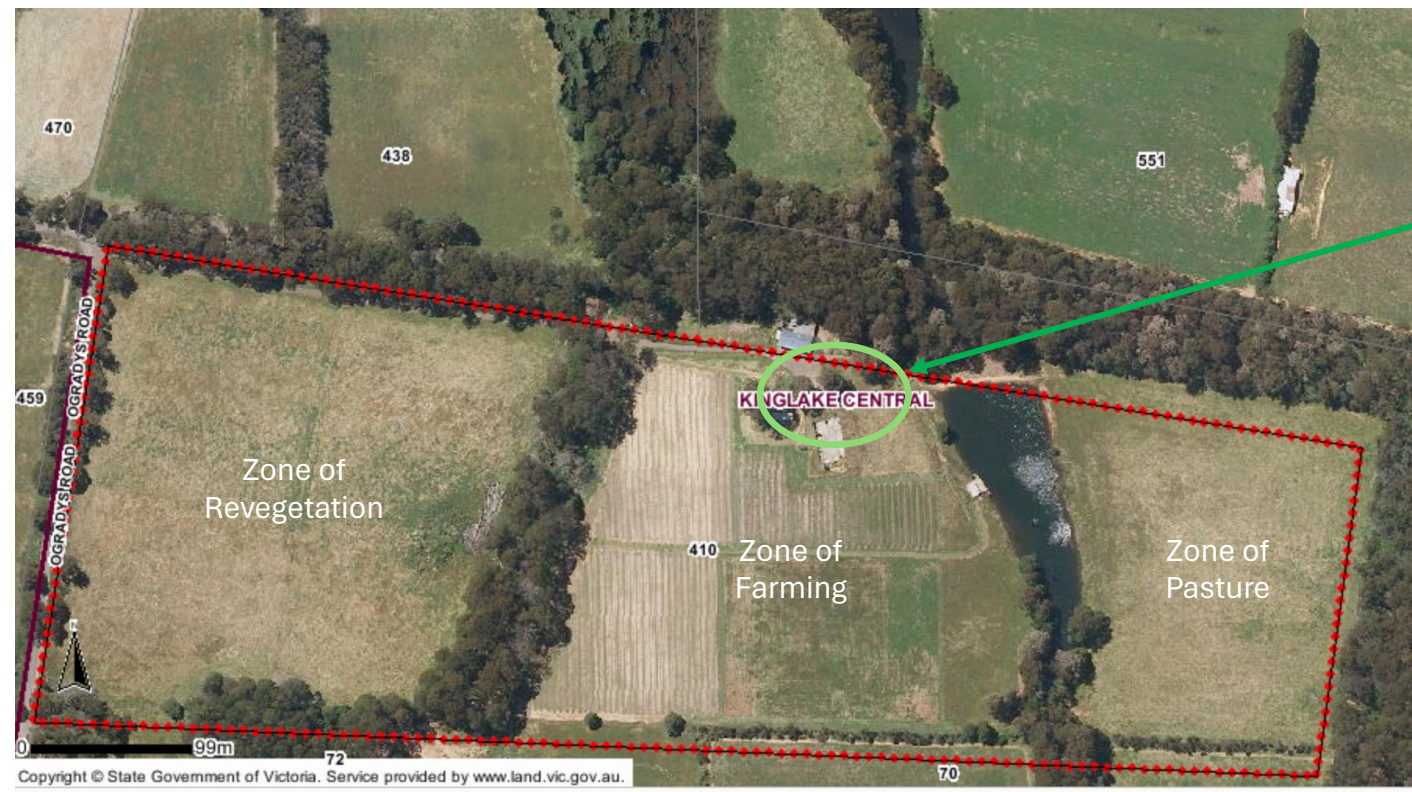 470
438
551
OGRADYS ROAD
459
KINGLAKE CENTRAL
Zone of
Revegetation
OGRADYS ROAD
410
Zone of
Farming
Zone of
Pasture
N
0
99m
72
70
Copyright © State Government of Victoria. Service provided by www.land.vic.gov.au.